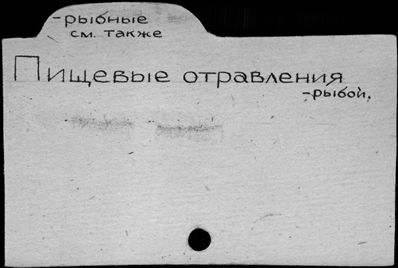 -рыбные
см. также
Пищевые отравления
-рыбой.